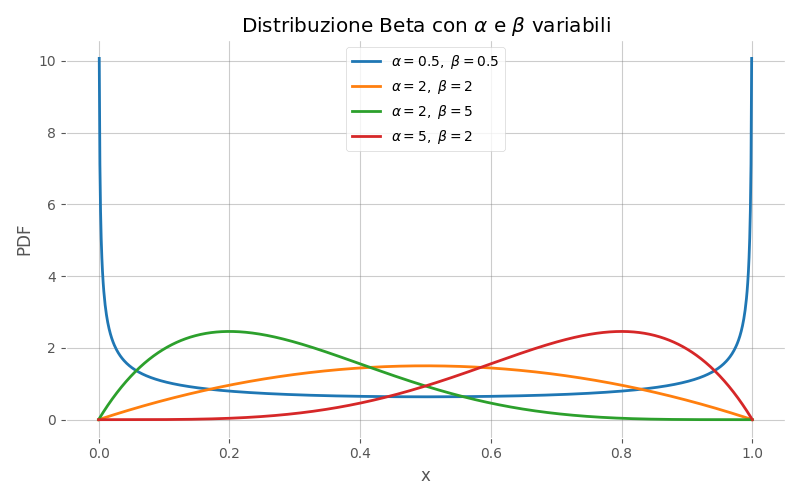 Distribuzione Beta con α e β variabili
α = 0.5, β = 0.5
α = 2, β = 2
α = 2, β = 5
α = 5, β = 2
PDF
10
8
6
4
2
0
0.0 0.2 0.4 0.6 0.8 1.0
x